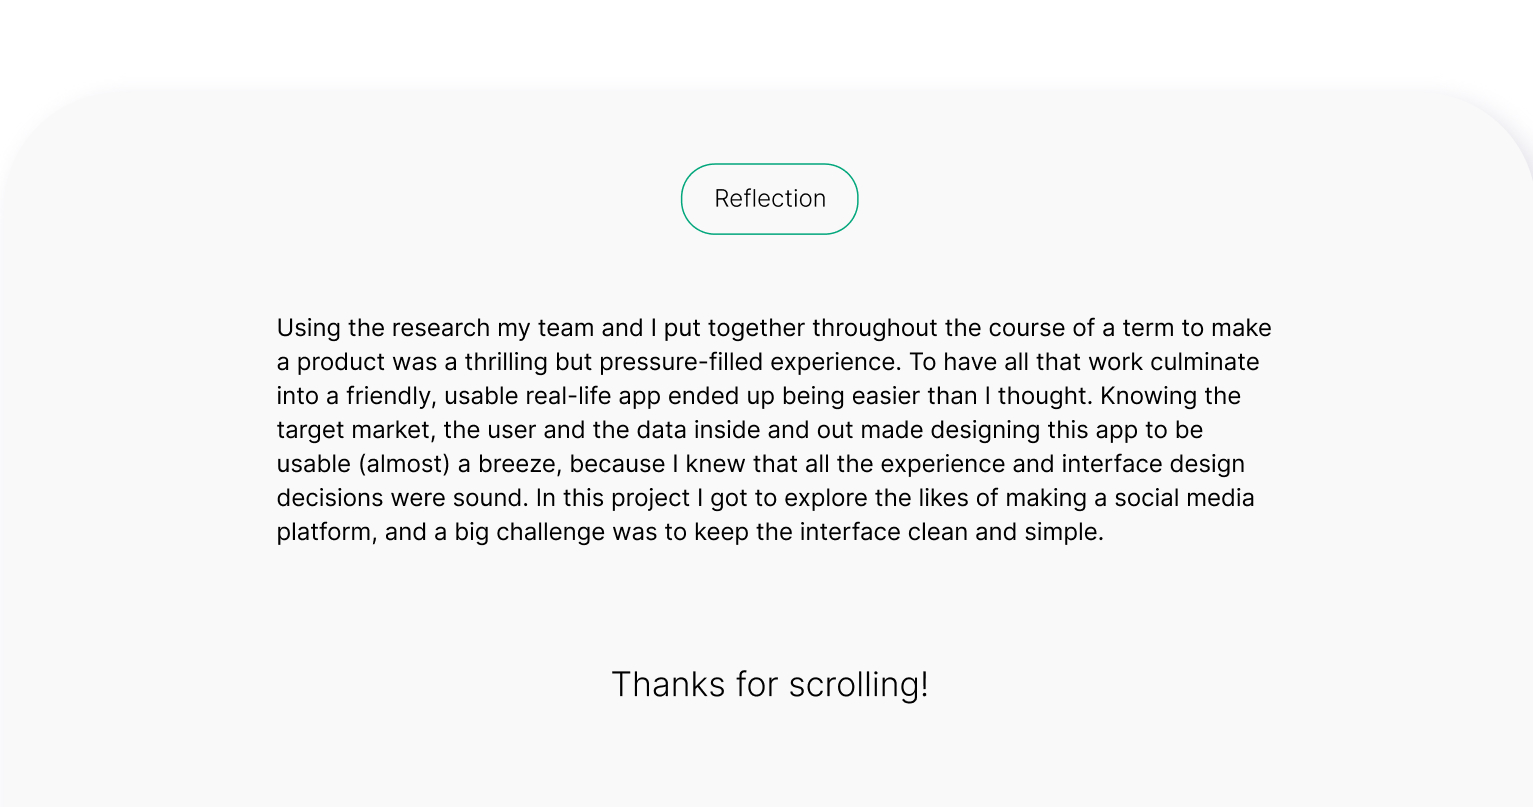 Reflection
Using the research my team and I put together throughout the course of a term to make
a product was a thrilling but pressure-filled experience. To have all that work culminate
into a friendly, usable real-life app ended up being easier than I thought. Knowing the
target market, the user and the data inside and out made designing this app to be
usable (almost) a breeze, because I knew that all the experience and interface design
decisions were sound. In this project I got to explore the likes of making a social media
platform, and a big challenge was to keep the interface clean and simple.
Thanks for scrolling!